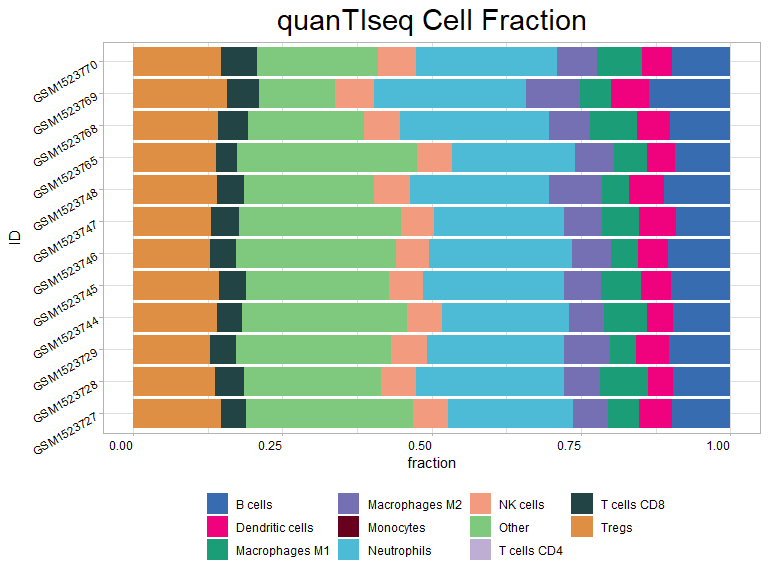 quanTIseq Cell Fraction
GSM1523770
GSM1523769
GSM1523768
GSM1523765
GSM1523748
GSM1523747
GSM1523746
GSM1523745
GSM1523744
GSM1523729
GSM1523728
GSM1523727
ID
0.00 0.25 0.50 0.75 1.00
fraction
B cells Macrophages M2 NK cells T cells CD8
Dendritic cells Monocytes Other Tregs
Macrophages M1 Neutrophils T cells CD4